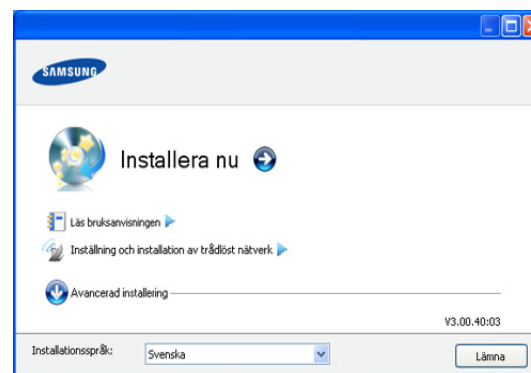 SAMSUNG
Installera nu
Läs bruksanvisningen
Inställning och installation av trådlöst nätverk
Avancerad installering
V3.00.40:03
Installationsspråk:
Svenska
Lämna